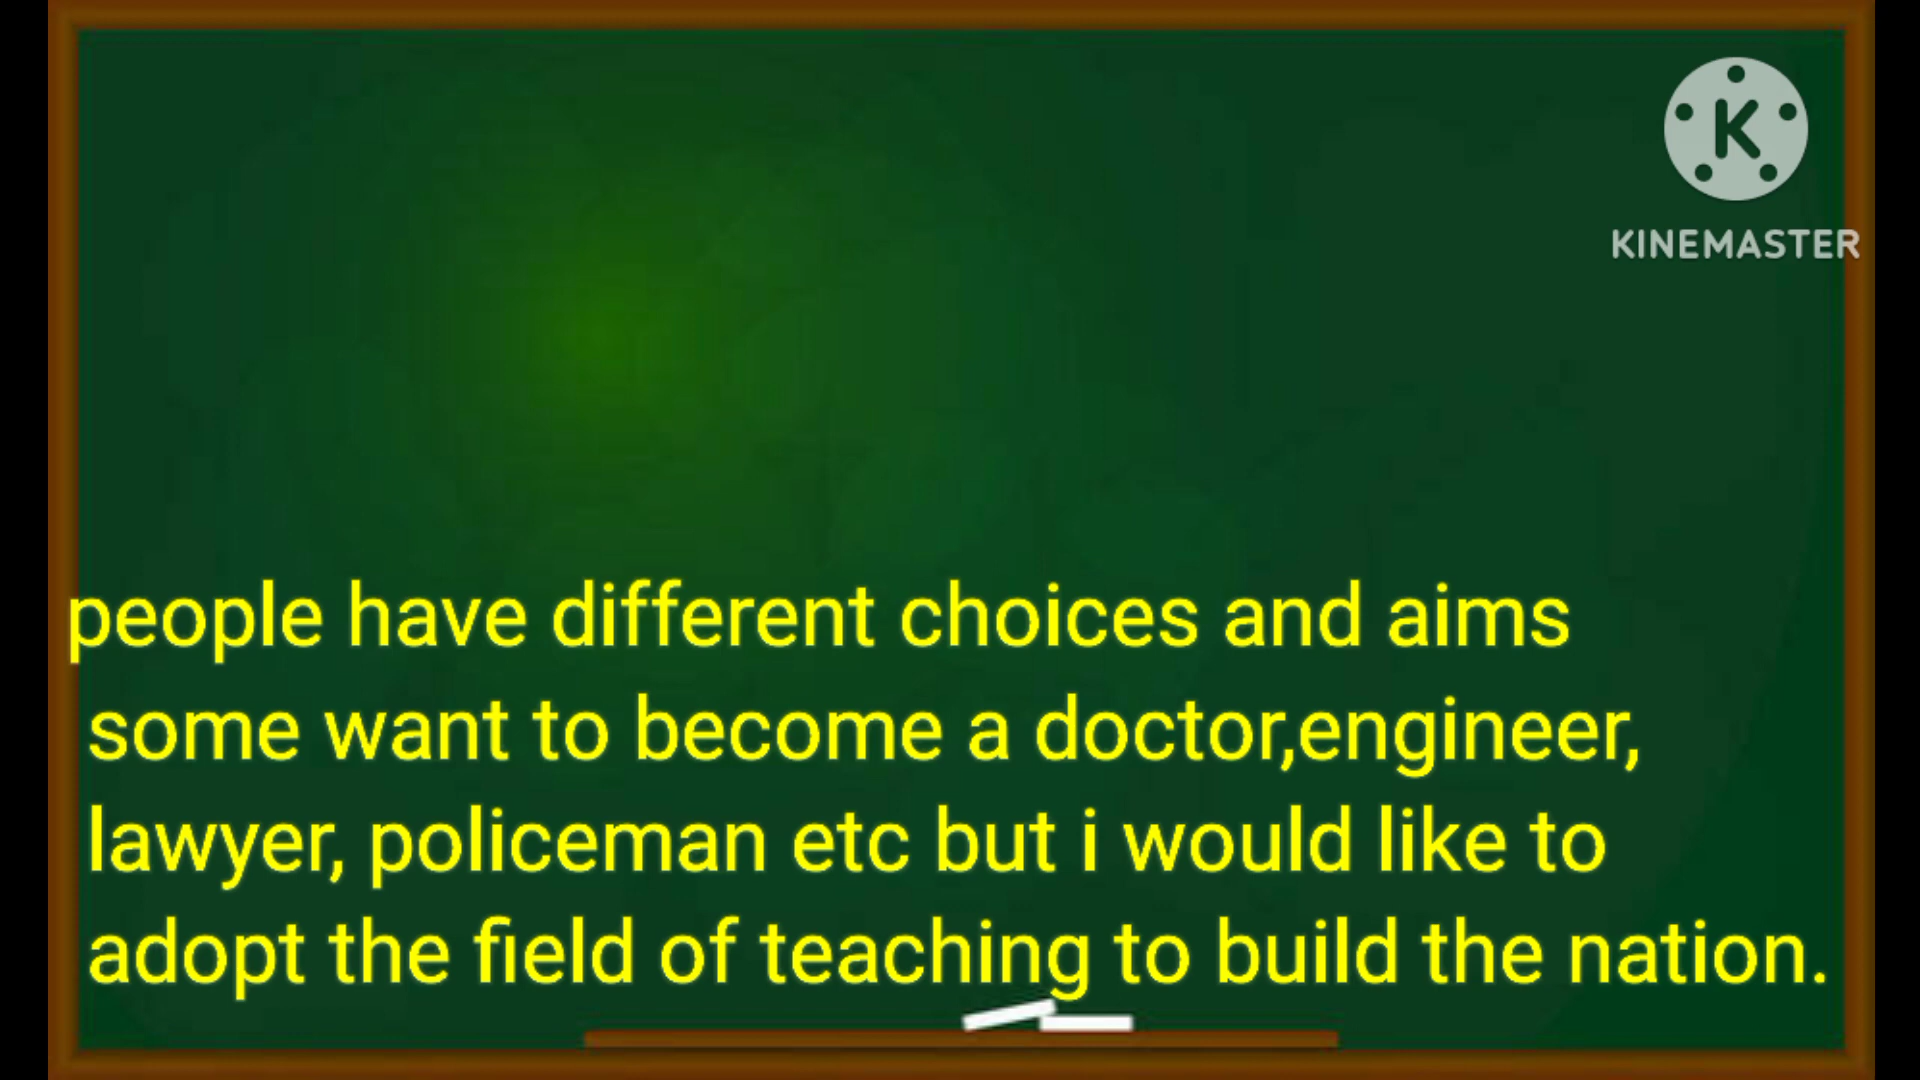 K
KINEMASTER
people have different choices and aims
some want to become a doctor,engineer,
lawyer, policeman etc but i would like to
adopt the field of teaching to build the nation.